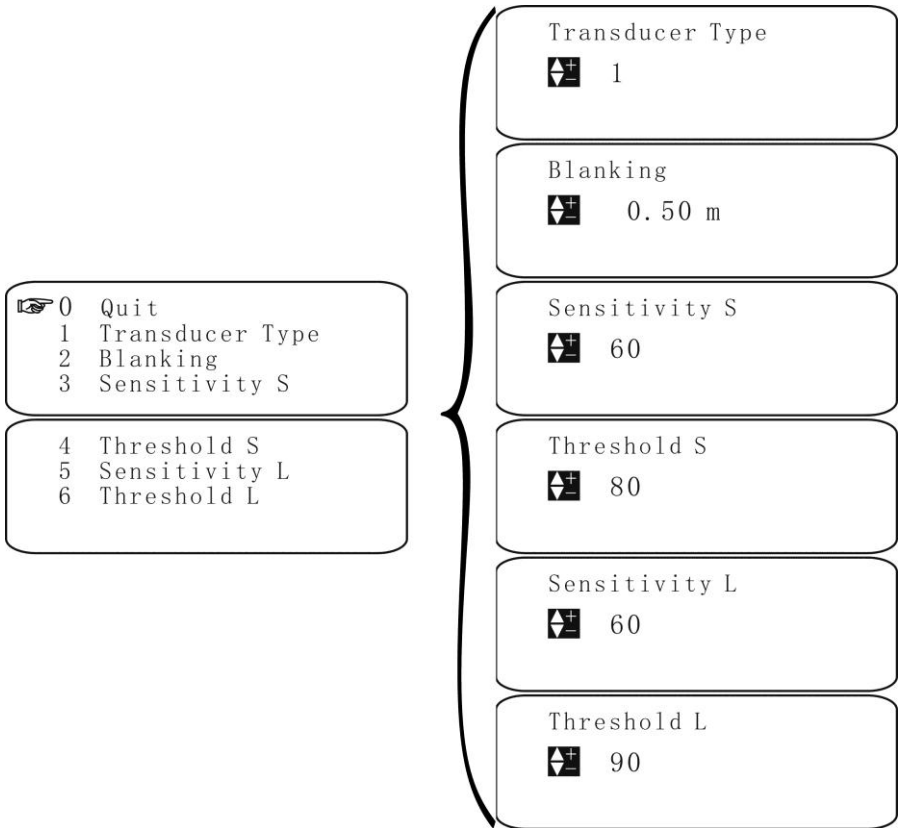 0 Quit
1 Transducer Type
2 Blanking
3 Sensitivity S
4 Threshold S
5 Sensitivity L
6 Threshold L
Transducer Type
1
Blanking
0.50 m
Sensitivity S
60
Threshold S
80
Sensitivity L
60
Threshold L
90